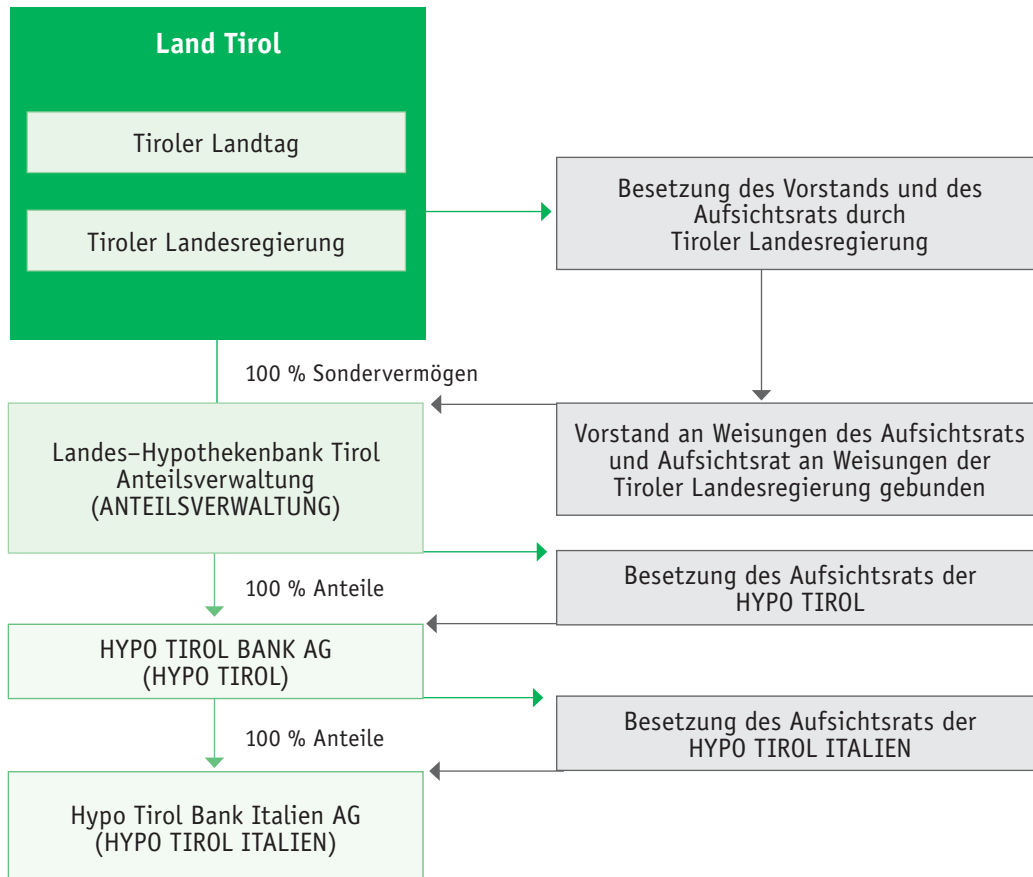 Land Tirol
Tiroler Landtag
Tiroler Landesregierung
Besetzung des Vorstands und des
Aufsichtsrats durch
Tiroler Landesregierung
100 % Sondervermögen
Landes–Hypothekenbank Tirol
Anteilsverwaltung
(ANTEILSVERWALTUNG)
Vorstand an Weisungen des Aufsichtsrats
und Aufsichtsrat an Weisungen der
Tiroler Landesregierung gebunden
100 % Anteile
Besetzung des Aufsichtsrats der
HYPO TIROL
HYPO TIROL BANK AG
(HYPO TIROL)
100 % Anteile
Besetzung des Aufsichtsrats der
HYPO TIROL ITALIEN
Hypo Tirol Bank Italien AG
(HYPO TIROL ITALIEN)